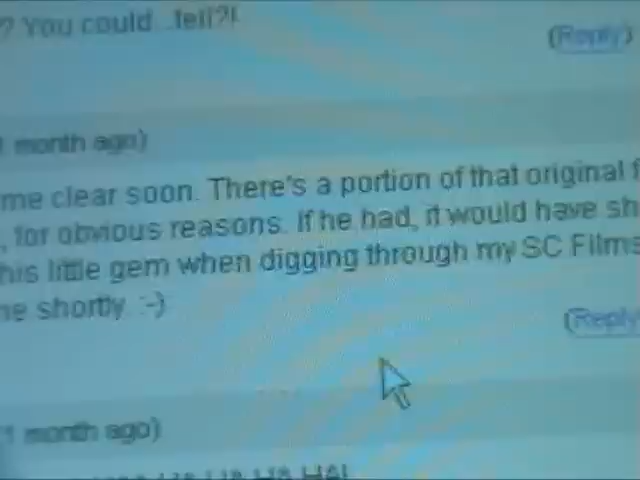 ? You could...tell?!
(Reply)
1 month ago)
me clear soon. There's a portion of that original f
, for obvious reasons. If he had, it would have sh
his little gem when digging through my SC Films
ne shortly. :-)
(Reply
(1 month ago)
HA!